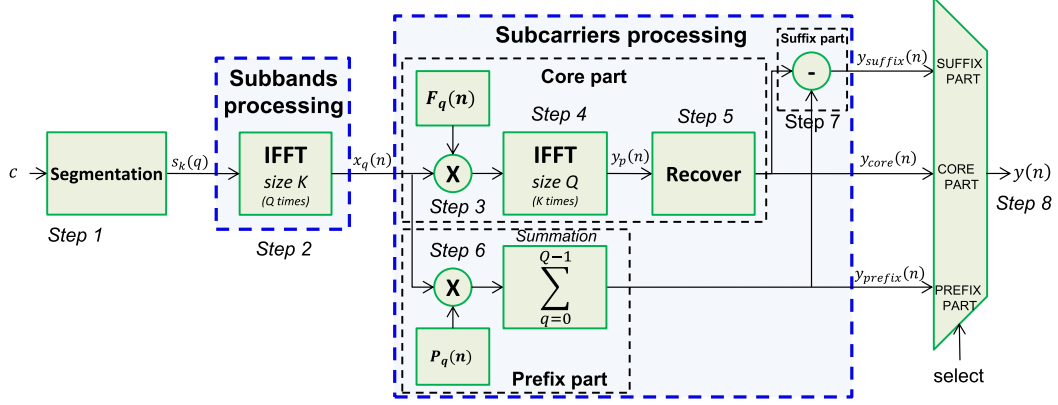 Subcarriers processing
Suffix part
Subbands
processing
Core part
F_q(n)
Step 4
Step 5
-
Step 7
y_suffix(n)
SUFFIX
PART
c
Segmentation
s_k(q)
IFFT
size K
(Q times)
x_q(n)
X
IFFT
size Q
(K times)
y_p(n)
Recover
y_core(n)
CORE
PART
y(n)
Step 8
Step 1
Step 2
Step 3
Step 6
Summation
Q-1
∑
q=0
X
P_q(n)
Prefix part
y_prefix(n)
PREFIX
PART
select